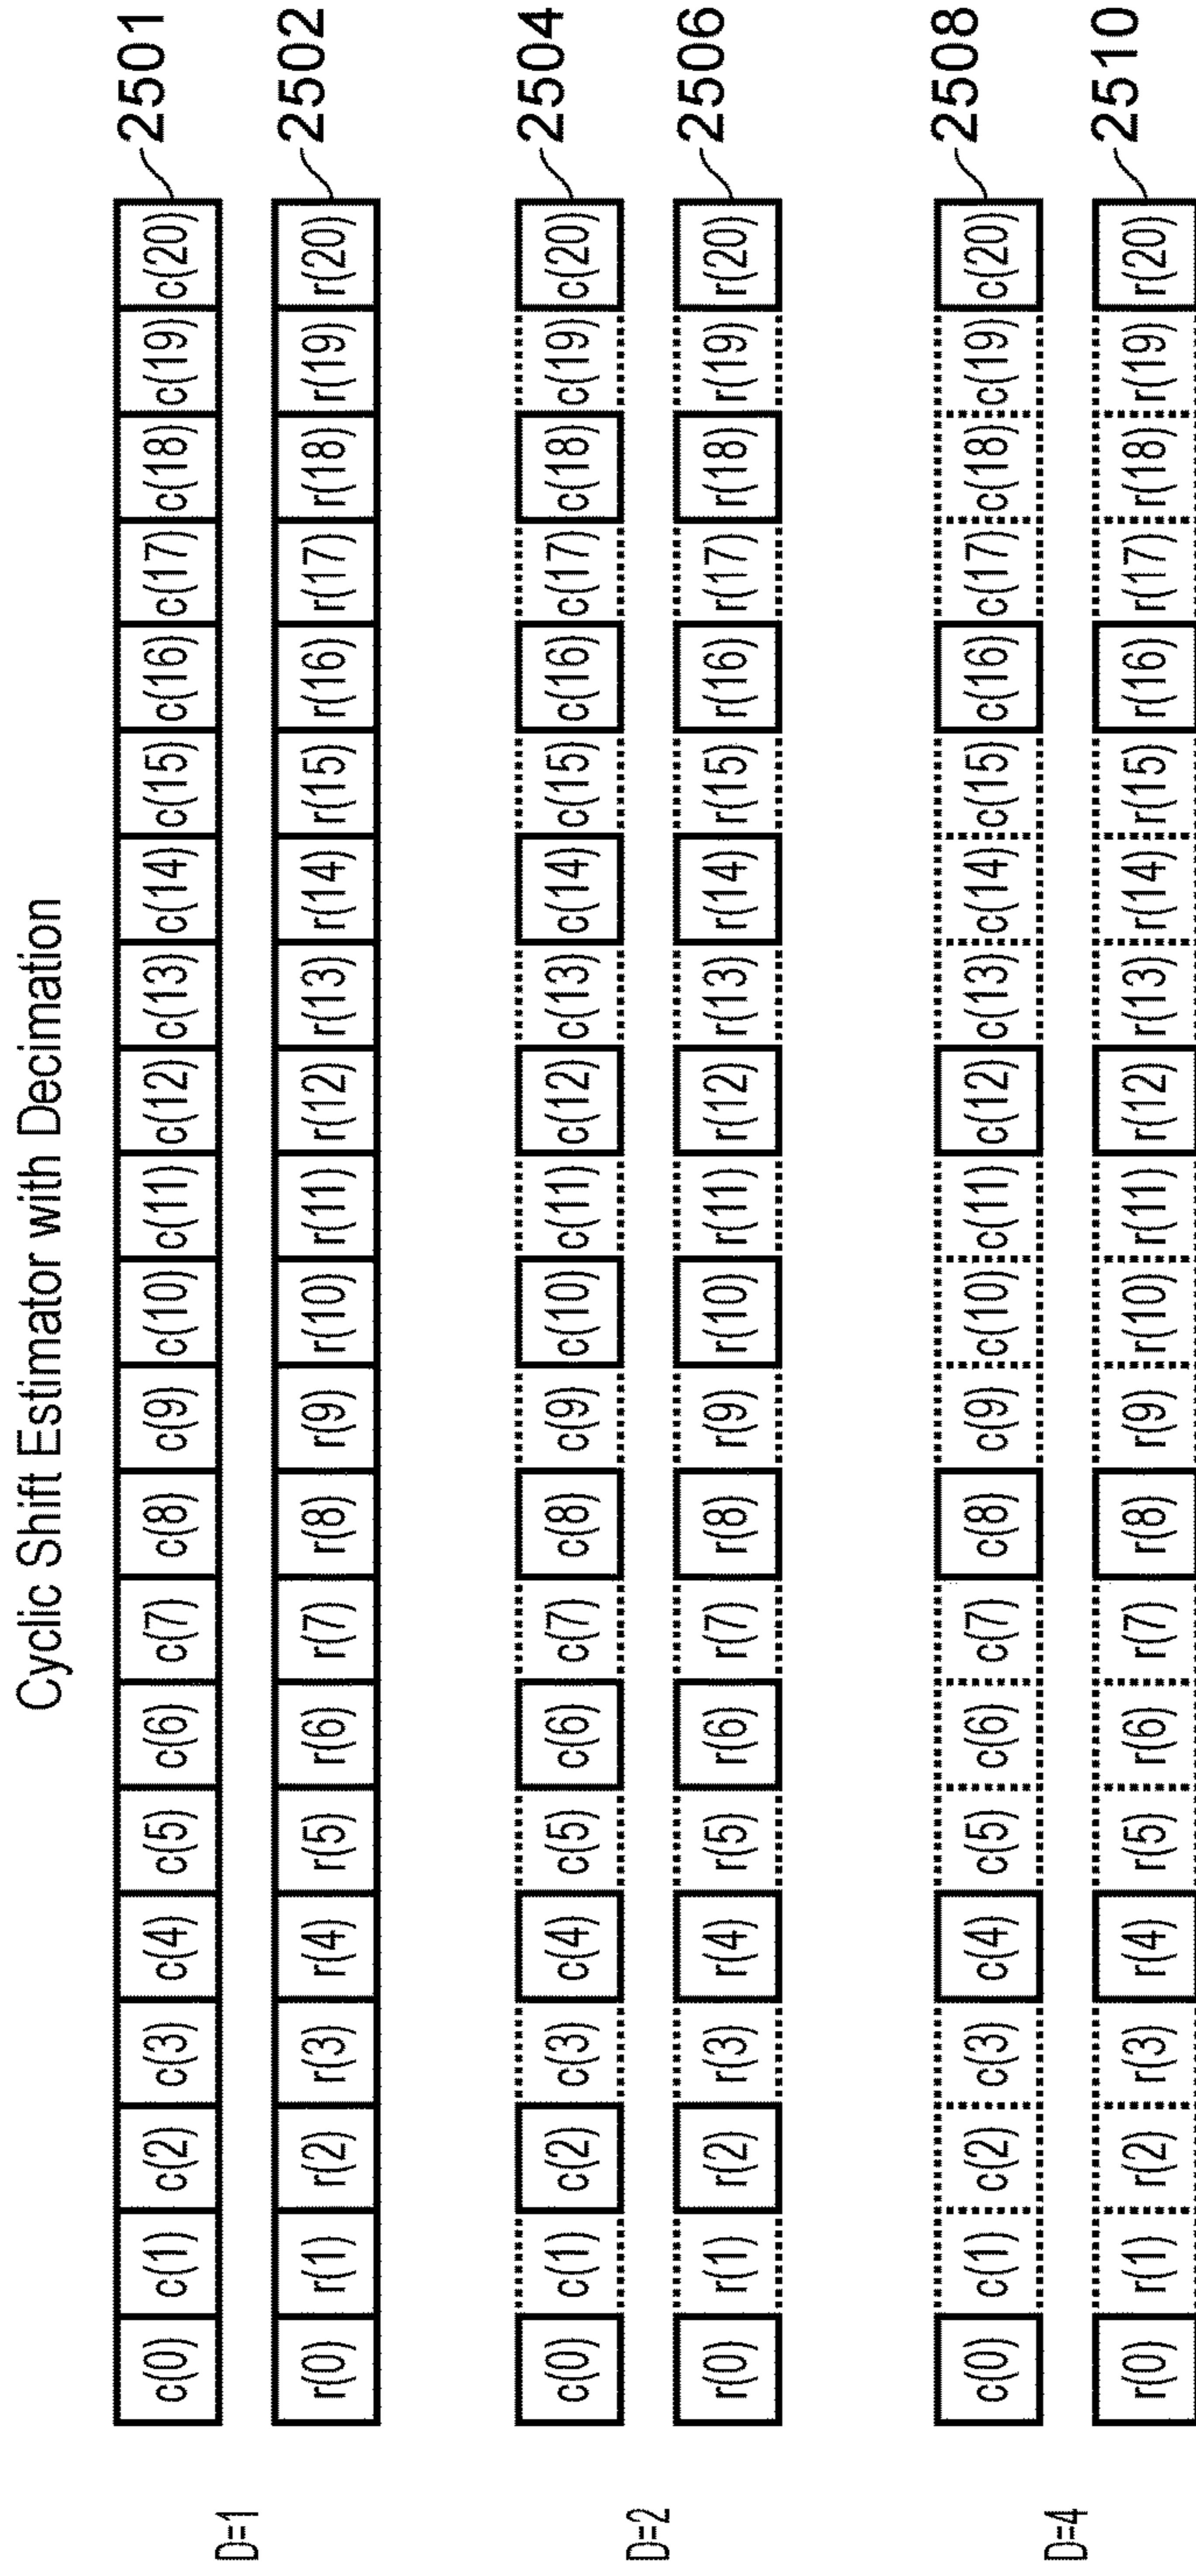 Cyclic Shift Estimator with Decimation
D=1
c(0) c(1) c(2) c(3) c(4) c(5) c(6) c(7) c(8) c(9) c(10) c(11) c(12) c(13) c(14) c(15) c(16) c(17) c(18) c(19) c(20) 2501
r(0) r(1) r(2) r(3) r(4) r(5) r(6) r(7) r(8) r(9) r(10) r(11) r(12) r(13) r(14) r(15) r(16) r(17) r(18) r(19) r(20) 2502
D=2
c(0) c(1) c(2) c(3) c(4) c(5) c(6) c(7) c(8) c(9) c(10) c(11) c(12) c(13) c(14) c(15) c(16) c(17) c(18) c(19) c(20) 2504
r(0) r(1) r(2) r(3) r(4) r(5) r(6) r(7) r(8) r(9) r(10) r(11) r(12) r(13) r(14) r(15) r(16) r(17) r(18) r(19) r(20) 2506
D=4
c(0) c(1) c(2) c(3) c(4) c(5) c(6) c(7) c(8) c(9) c(10) c(11) c(12) c(13) c(14) c(15) c(16) c(17) c(18) c(19) c(20) 2508
r(0) r(1) r(2) r(3) r(4) r(5) r(6) r(7) r(8) r(9) r(10) r(11) r(12) r(13) r(14) r(15) r(16) r(17) r(18) r(19) r(20) 2510